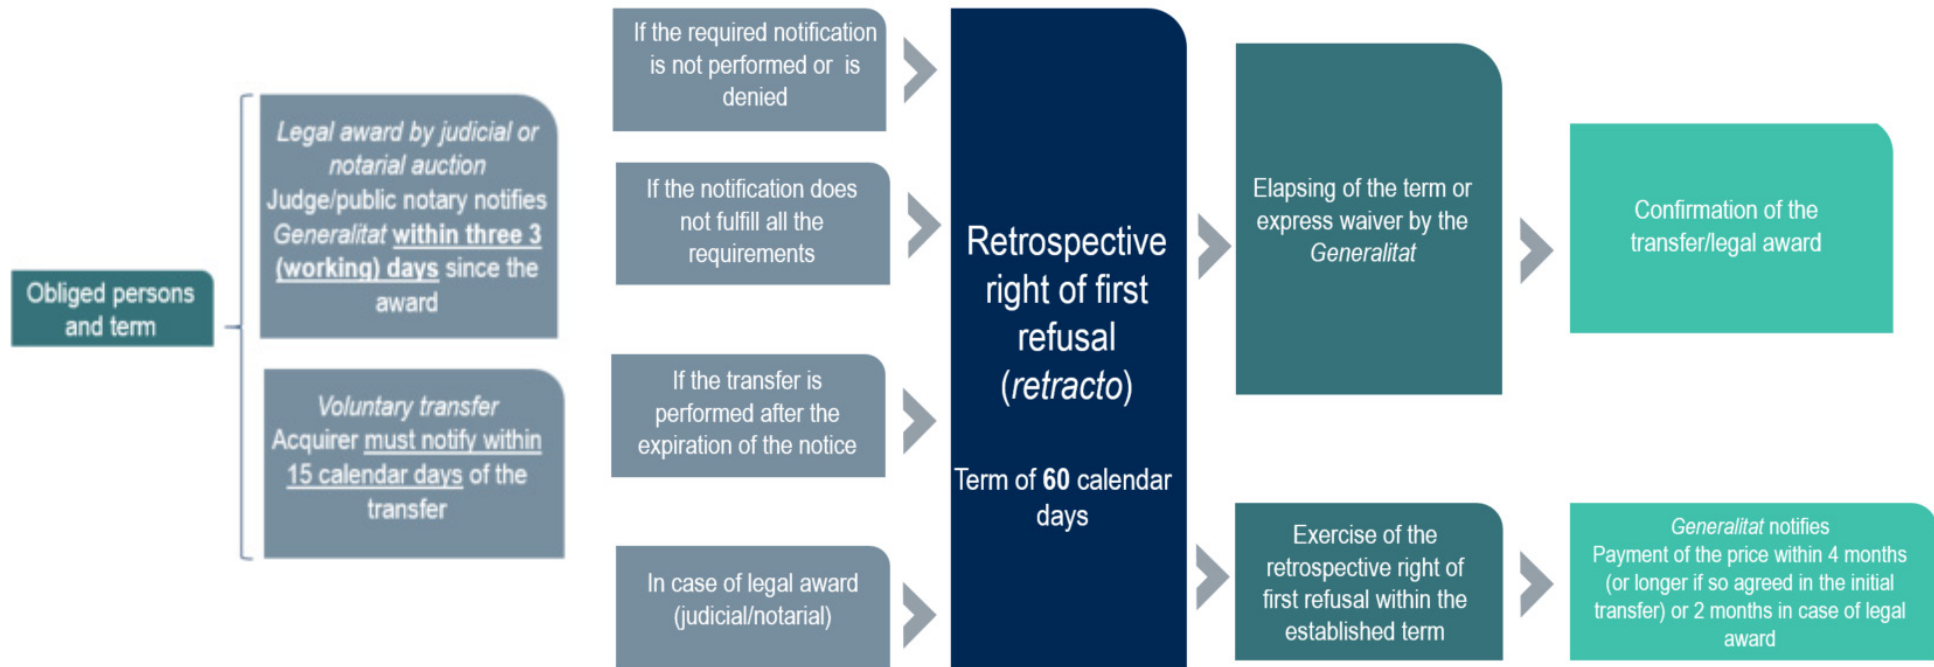 Obliged persons
and term
Legal award by judicial or
notarial auction
Judge/public notary notifies
Generalitat within three 3
(working) days since the
award
Voluntary transfer
Acquirer must notify within
15 calendar days of the
transfer
If the required notification
is not performed or is
denied
If the notification does
not fulfill all the
requirements
If the transfer is
performed after the
expiration of the notice
In case of legal award
(judicial/notarial)
Retrospective
right of first
refusal
(retracto)
Term of 60 calendar
days
Elapsing of the term or
express waiver by the
Generalitat
Confirmation of the
transfer/legal award
Exercise of the
retrospective right of
first refusal within the
established term
Generalitat notifies
Payment of the price within 4 months
(or longer if so agreed in the initial
transfer) or 2 months in case of legal
award